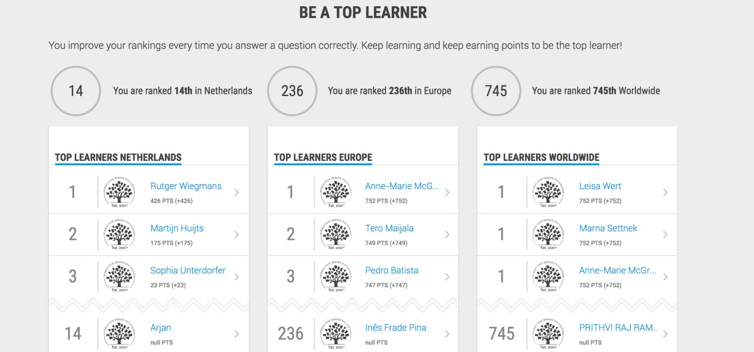 BE A TOP LEARNER
You improve your rankings every time you answer a question correctly. Keep learning and keep earning points to be the top learner!
14
You are ranked 14th in Netherlands
236
You are ranked 236th in Europe
745
You are ranked 745th Worldwide
TOP LEARNERS NETHERLANDS
1
Rutger Wiegmans
426 PTS (+426)
2
Martijn Huijts
175 PTS (+175)
3
Sophia Unterdorfer
23 PTS (+23)
14
Arjan
null PTS
TOP LEARNERS EUROPE
1
Anne-Marie McG...
752 PTS (+752)
2
Tero Maijala
749 PTS (+749)
3
Pedro Batista
747 PTS (+747)
236
Inês Frade Pina
null PTS
TOP LEARNERS WORLDWIDE
1
Leisa Wert
752 PTS (+752)
1
Marna Settnek
752 PTS (+752)
1
Anne-Marie McGr...
752 PTS (+752)
745
PRITHVI RAJ RAM...
null PTS